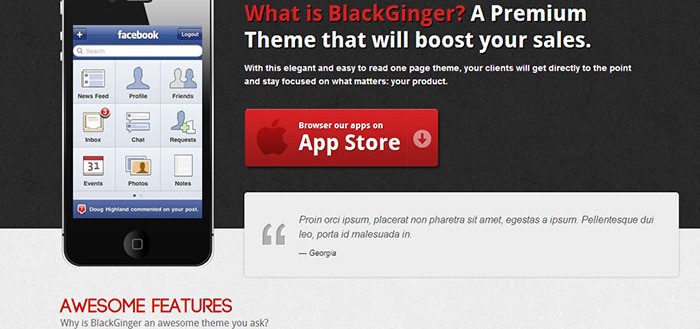 facebook
Logout
Search
News Feed
Profile
Friends
3
Inbox
Chat
Requests
31
Events
Photos
Notes
Doug Highland commented on your post.
What is BlackGinger? A Premium
Theme that will boost your sales.
With this elegant and easy to read one page theme, your clients will get directly to the point
and stay focused on what matters: your product.
Browser our apps on
App Store
Proin orci ipsum, placerat non pharetra sit amet, egestas a ipsum. Pellentesque dui
leo, porta id malesuada in.
— Georgia
AWESOME FEATURES
Why is BlackGinger an awesome theme you ask?